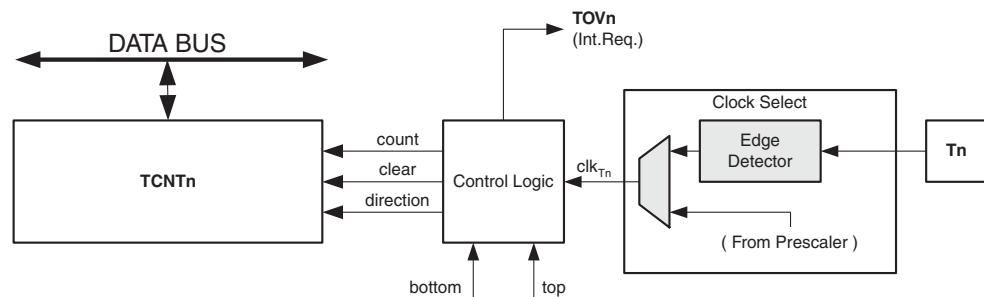 TOVn
(Int.Req.)
DATA BUS
Clock Select
count
Edge
Detector
Tn
TCNTn
clear
Control Logic
clkTn
direction
( From Prescaler )
bottom
top